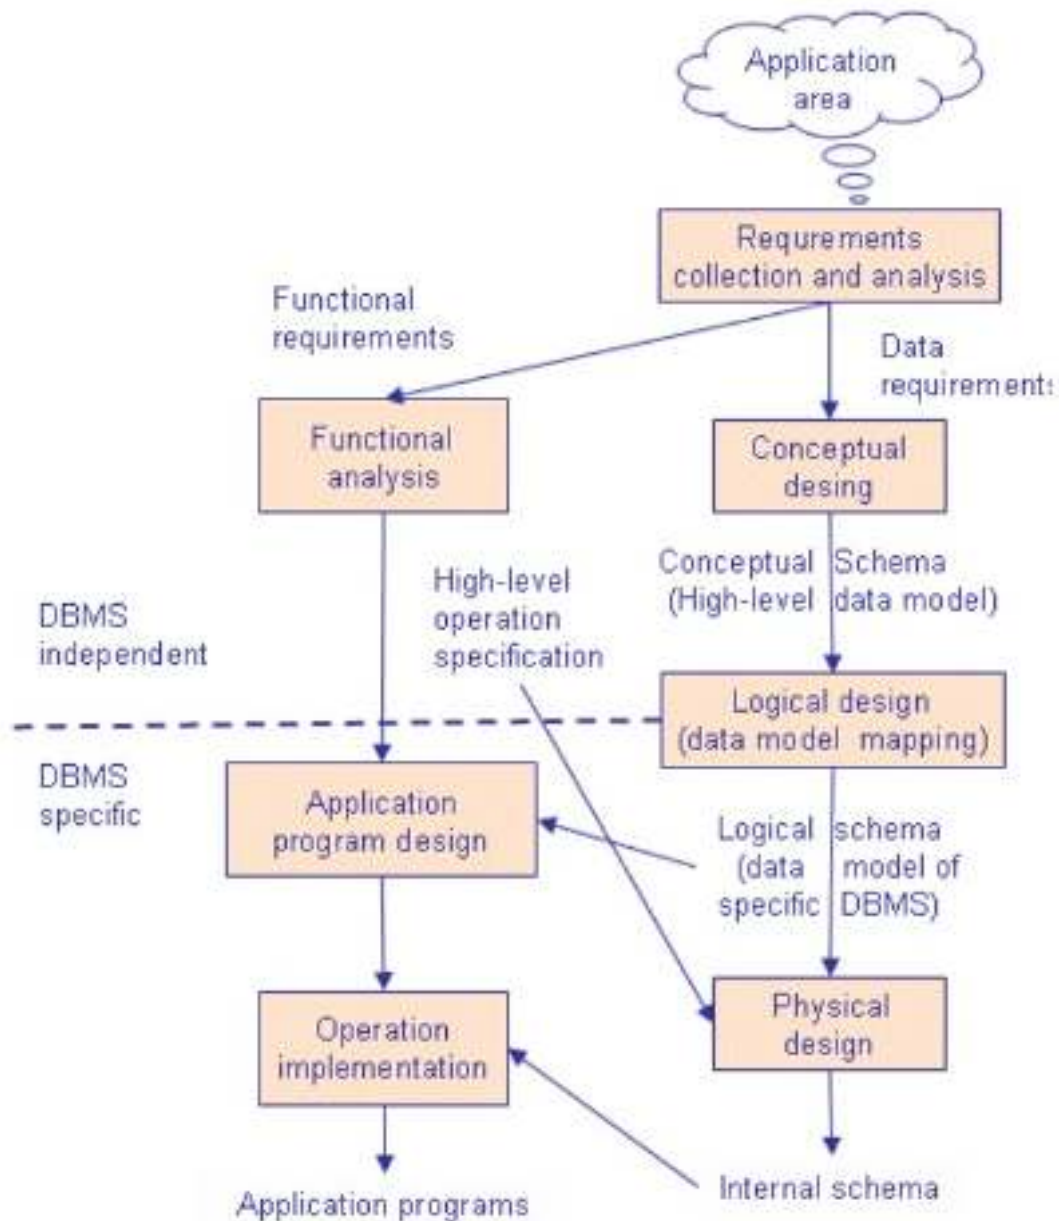 Application
area
Requrements
collection and analysis
Functional
requirements
Data
requirements
Functional
analysis
Conceptual
desing
Conceptual Schema
(High-level data model)
High-level
operation
specification
DBMS
independent
Logical design
(data model mapping)
DBMS
specific
Application
program design
Logical schema
(data model of
specific DBMS)
Operation
implementation
Physical
design
Application programs
Internal schema